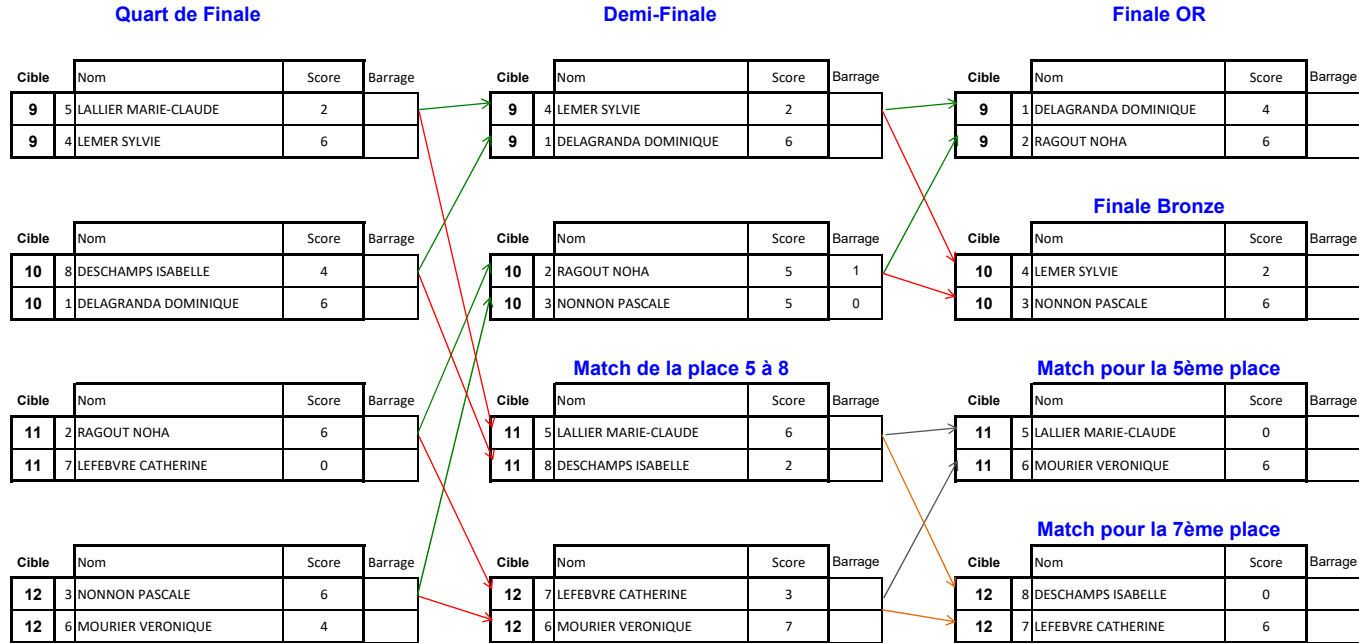 Quart de Finale Demi-Finale Finale OR
Cible Nom Score Barrage Cible Nom Score Barrage Cible Nom Score Barrage
9 5 LALLIER MARIE-CLAUDE 2 9 4 LEMER SYLVIE 2 9 1 DELAGRANDA DOMINIQUE 4
9 4 LEMER SYLVIE 6 9 1 DELAGRANDA DOMINIQUE 6 9 2 RAGOUT NOHA 6
Finale Bronze
Cible Nom Score Barrage Cible Nom Score Barrage Cible Nom Score Barrage
10 8 DESCHAMPS ISABELLE 4 10 2 RAGOUT NOHA 5 1 10 4 LEMER SYLVIE 2
10 1 DELAGRANDA DOMINIQUE 6 10 3 NONNON PASCALE 5 0 10 3 NONNON PASCALE 6
Match de la place 5 à 8 Match pour la 5ème place
Cible Nom Score Barrage Cible Nom Score Barrage Cible Nom Score Barrage
11 2 RAGOUT NOHA 6 11 5 LALLIER MARIE-CLAUDE 6 11 5 LALLIER MARIE-CLAUDE 0
11 7 LEFEBVRE CATHERINE 0 11 8 DESCHAMPS ISABELLE 2 11 6 MOURIER VERONIQUE 6
Match pour la 7ème place
Cible Nom Score Barrage Cible Nom Score Barrage Cible Nom Score Barrage
12 3 NONNON PASCALE 6 12 7 LEFEBVRE CATHERINE 3 12 8 DESCHAMPS ISABELLE 0
12 6 MOURIER VERONIQUE 4 12 6 MOURIER VERONIQUE 7 12 7 LEFEBVRE CATHERINE 6